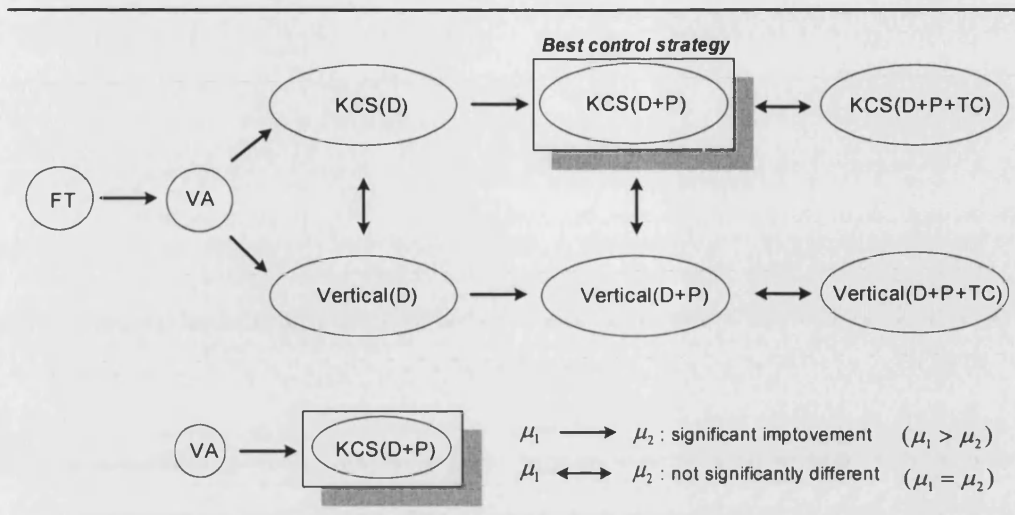 Best control strategy
KCS(D)
KCS(D+P)
KCS(D+P+TC)
FT
VA
Vertical(D)
Vertical(D+P)
Vertical(D+P+TC)
VA
KCS(D+P)
μ₁ → μ₂ : significant imptovement (μ₁ > μ₂)
μ₁ ↔ μ₂ : not significantly different (μ₁ = μ₂)